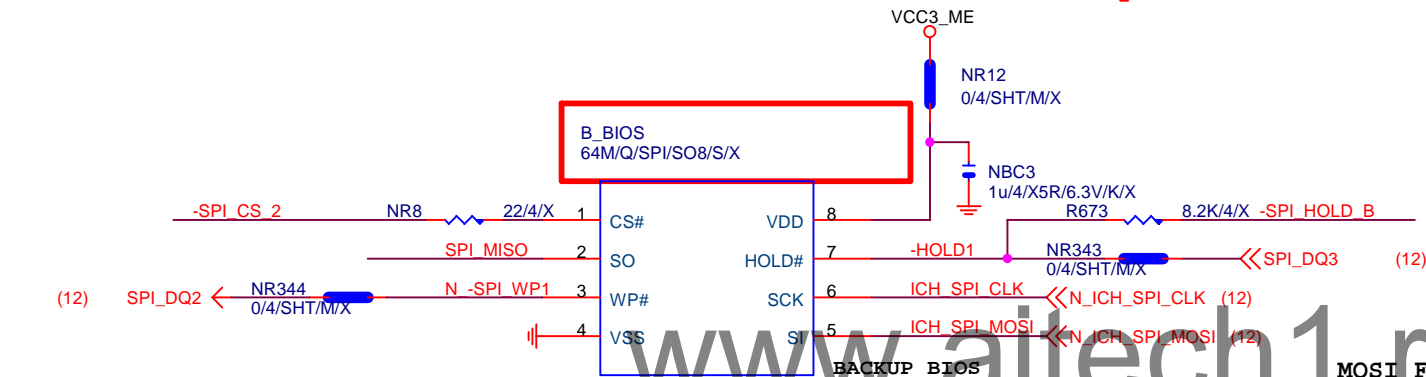 VCC3_ME
NR12
0/4/SHT/M/X
B_BIOS
64M/Q/SPI/SO8/S/X
NBC3
1u/4/X5R/6.3V/K/X
-SPI_CS_2 NR8 22/4/X 1 CS# VDD 8 R673 8.2K/4/X -SPI_HOLD_B
SPI_MISO 2 SO HOLD# 7 -HOLD1 NR343 SPI_DQ3 (12)
0/4/SHT/M/X
(12) SPI_DQ2 NR344 N_-SPI_WP1 3 WP# SCK 6 ICH_SPI_CLK N_ICH_SPI_CLK (12)
0/4/SHT/M/X
4 VSS SI 5 ICH_SPI_MOSI N_ICH_SPI_MOSI (12)
www.aitech1.
BACKUP BIOS MOSI